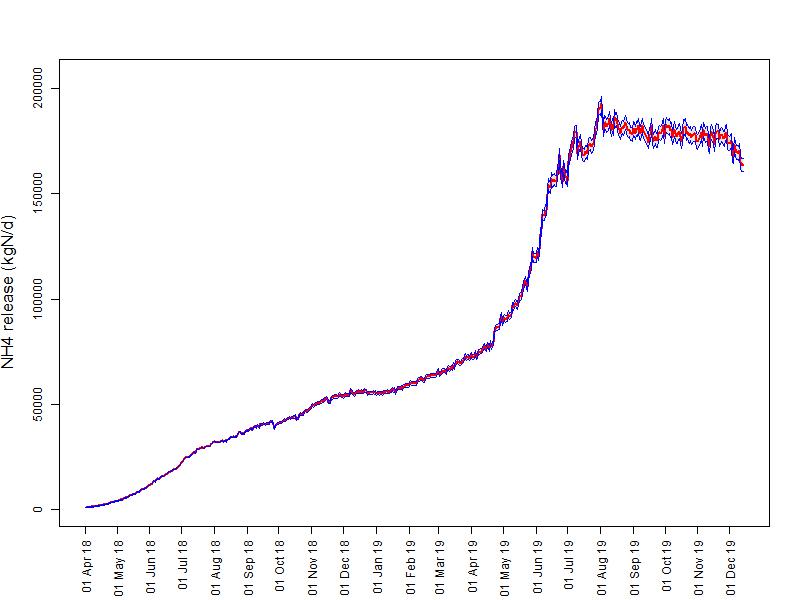 NH4 release (kgN/d)
200000
150000
100000
50000
0
01 Apr 18
01 May 18
01 Jun 18
01 Jul 18
01 Aug 18
01 Sep 18
01 Oct 18
01 Nov 18
01 Dec 18
01 Jan 19
01 Feb 19
01 Mar 19
01 Apr 19
01 May 19
01 Jun 19
01 Jul 19
01 Aug 19
01 Sep 19
01 Oct 19
01 Nov 19
01 Dec 19